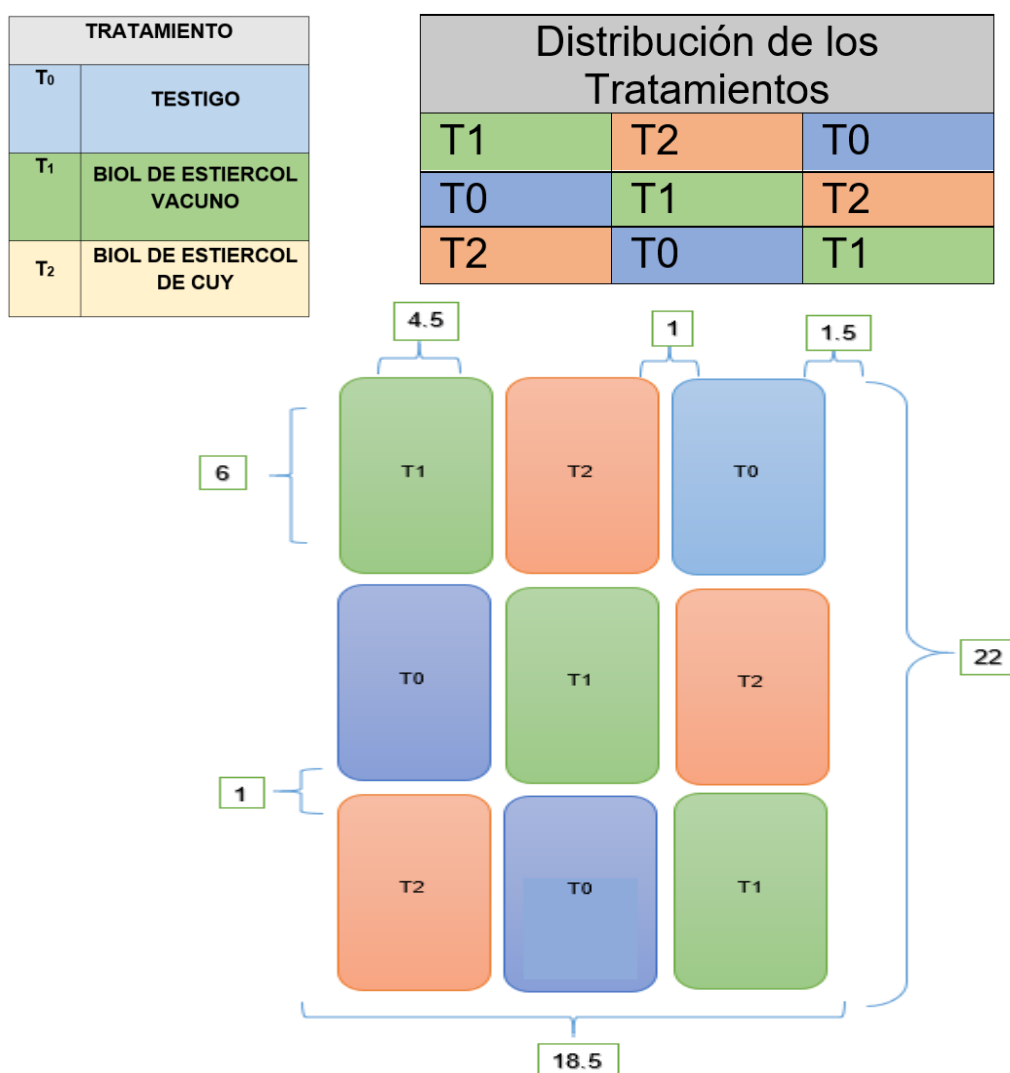 TRATAMIENTO
T0
TESTIGO
T1
BIOL DE ESTIERCOL
VACUNO
T2
BIOL DE ESTIERCOL
DE CUY
Distribución de los
Tratamientos
T1 T2 T0
T0 T1 T2
T2 T0 T1
4.5 1 1.5
6
T1 T2 T0
T0 T1 T2
22
1
T2 T0 T1
18.5